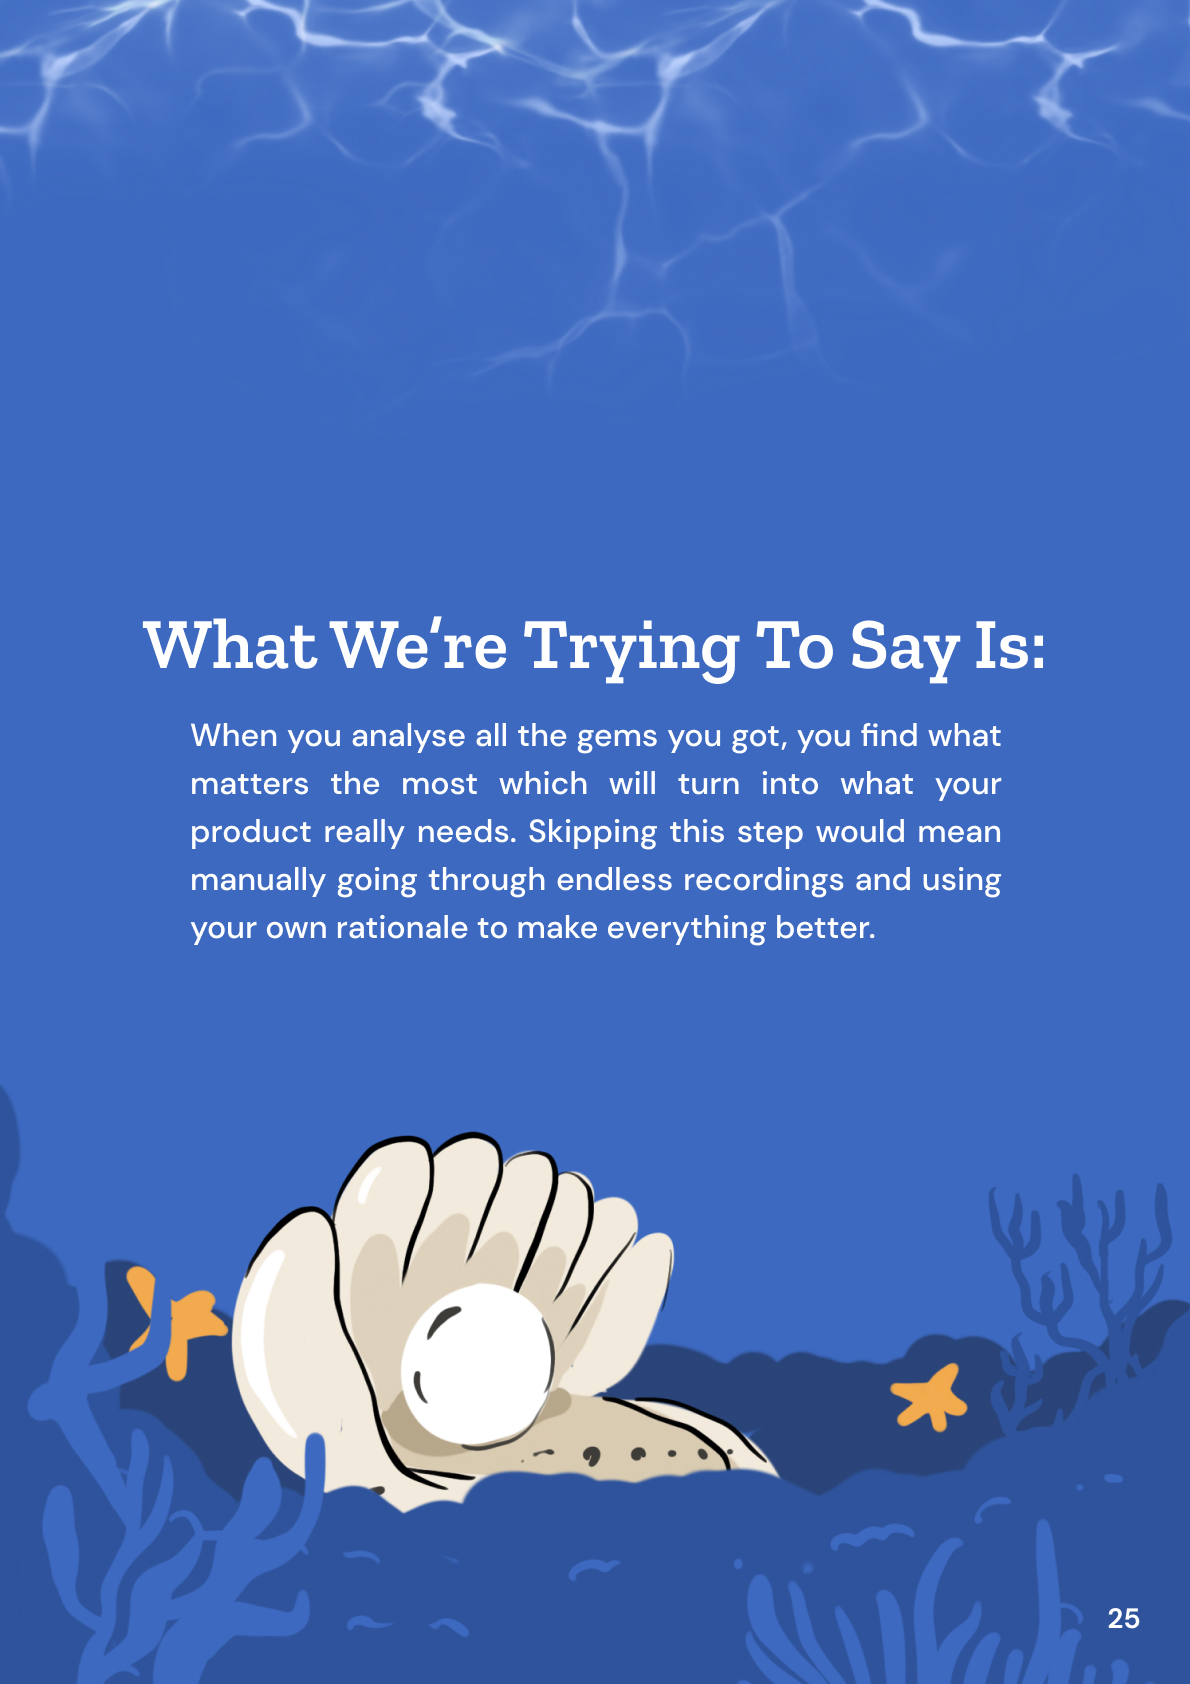 What We’re Trying To Say Is:
When you analyse all the gems you got, you find what
matters the most which will turn into what your
product really needs. Skipping this step would mean
manually going through endless recordings and using
your own rationale to make everything better.
25